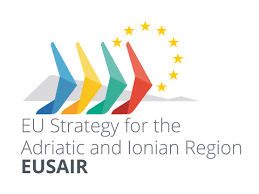 EU Strategy for the
Adriatic and Ionian Region
EUSAIR